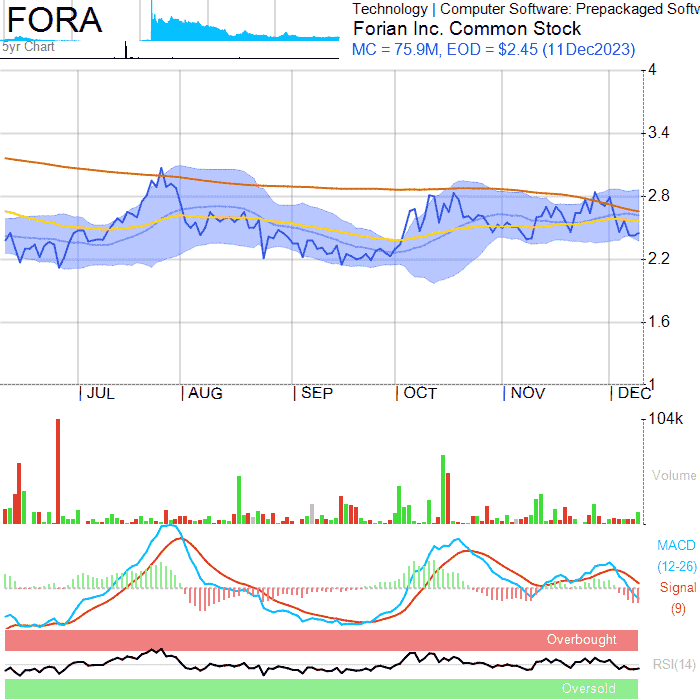 FORA
5yr Chart
Technology | Computer Software: Prepackaged Softw
Forian Inc. Common Stock
MC = 75.9M, EOD = $2.45 (11Dec2023)
4
3.4
2.8
2.2
1.6
1
| JUL | AUG | SEP | OCT | NOV | DEC
104k
Volume
MACD
(12-26)
Signal
(9)
Overbought
RSI(14)
Oversold